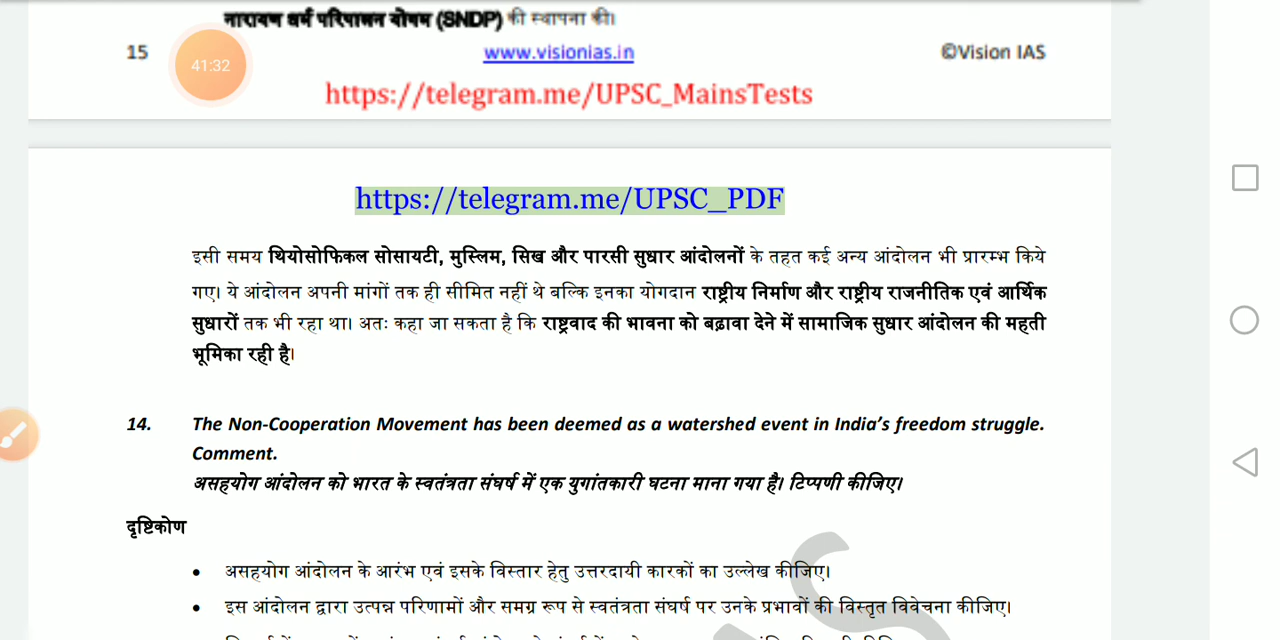 नारायण धर्म परिपालन योगम (SNDP) की स्थापना की।
15 www.visionias.in ©Vision IAS
41:32
https://telegram.me/UPSC_MainsTests
https://telegram.me/UPSC_PDF
इसी समय थियोसोफिकल सोसायटी, मुस्लिम, सिख और पारसी सुधार आंदोलनों के तहत कई अन्य आंदोलन भी प्रारम्भ किये
गए। ये आंदोलन अपनी मांगों तक ही सीमित नहीं थे बल्कि इनका योगदान राष्ट्रीय निर्माण और राष्ट्रीय राजनीतिक एवं आर्थिक
सुधारों तक भी रहा था। अतः कहा जा सकता है कि राष्ट्रवाद की भावना को बढ़ावा देने में सामाजिक सुधार आंदोलन की महती
भूमिका रही है।
14. The Non-Cooperation Movement has been deemed as a watershed event in India's freedom struggle.
Comment.
असहयोग आंदोलन को भारत के स्वतंत्रता संघर्ष में एक युगांतकारी घटना माना गया है। टिप्पणी कीजिए।
दृष्टिकोण
• असहयोग आंदोलन के आरंभ एवं इसके विस्तार हेतु उत्तरदायी कारकों का उल्लेख कीजिए।
• इस आंदोलन द्वारा उत्पन्न परिणामों और समग्र रूप से स्वतंत्रता संघर्ष पर उनके प्रभावों की विस्तृत विवेचना कीजिए।